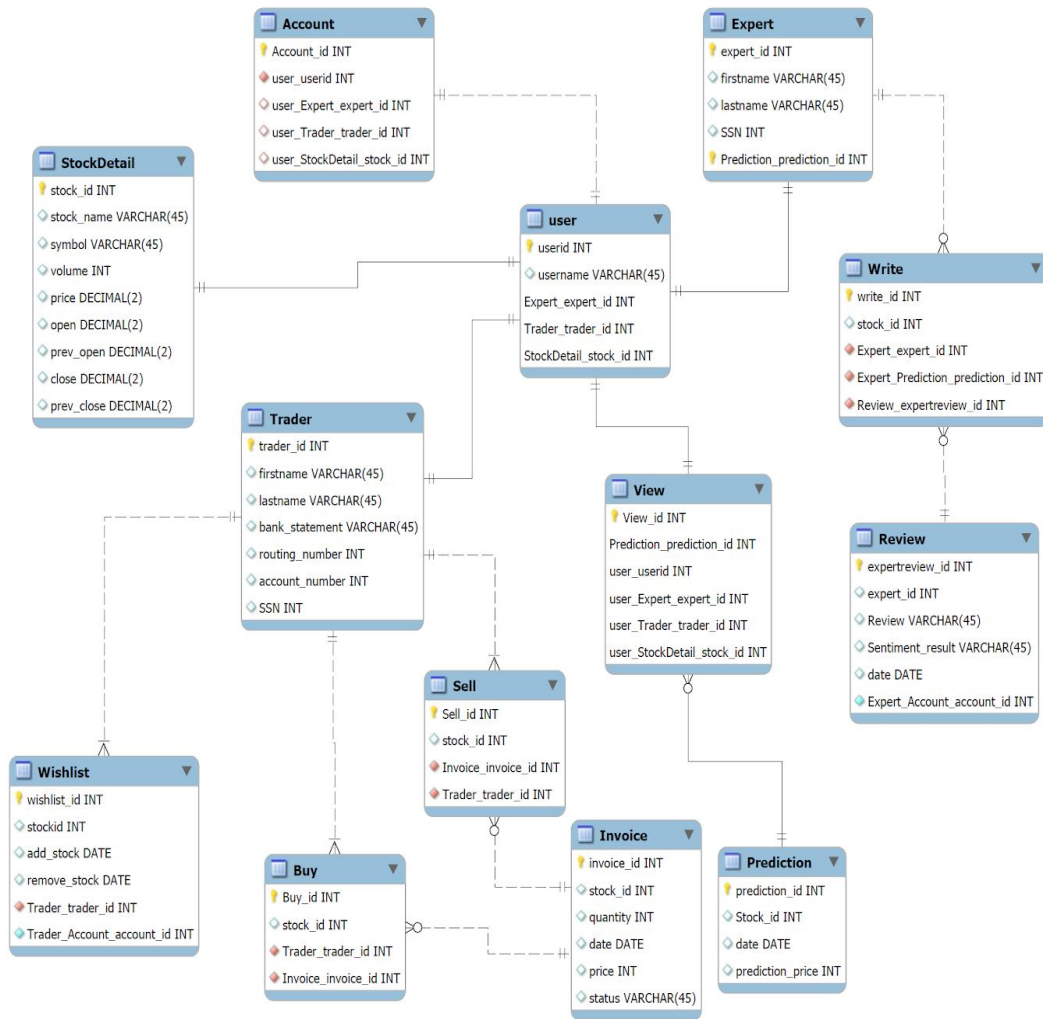 Account
Account_id INT
user_userid INT
user_Expert_expert_id INT
user_Trader_trader_id INT
user_StockDetail_stock_id INT
Expert
expert_id INT
firstname VARCHAR(45)
lastname VARCHAR(45)
SSN INT
Prediction_prediction_id INT
StockDetail
stock_id INT
stock_name VARCHAR(45)
symbol VARCHAR(45)
volume INT
price DECIMAL(2)
open DECIMAL(2)
prev_open DECIMAL(2)
close DECIMAL(2)
prev_close DECIMAL(2)
user
userid INT
username VARCHAR(45)
Expert_expert_id INT
Trader_trader_id INT
StockDetail_stock_id INT
Write
write_id INT
stock_id INT
Expert_expert_id INT
Expert_Prediction_prediction_id INT
Review_expertreview_id INT
Trader
trader_id INT
firstname VARCHAR(45)
lastname VARCHAR(45)
bank_statement VARCHAR(45)
routing_number INT
account_number INT
SSN INT
View
View_id INT
Prediction_prediction_id INT
user_userid INT
user_Expert_expert_id INT
user_Trader_trader_id INT
user_StockDetail_stock_id INT
Review
expertreview_id INT
expert_id INT
Review VARCHAR(45)
Sentiment_result VARCHAR(45)
date DATE
Expert_Account_account_id INT
Sell
Sell_id INT
stock_id INT
Invoice_invoice_id INT
Trader_trader_id INT
Wishlist
wishlist_id INT
stockid INT
add_stock DATE
remove_stock DATE
Trader_trader_id INT
Trader_Account_account_id INT
Buy
Buy_id INT
stock_id INT
Trader_trader_id INT
Invoice_invoice_id INT
Invoice
invoice_id INT
stock_id INT
quantity INT
date DATE
price INT
status VARCHAR(45)
Prediction
prediction_id INT
Stock_id INT
date DATE
prediction_price INT